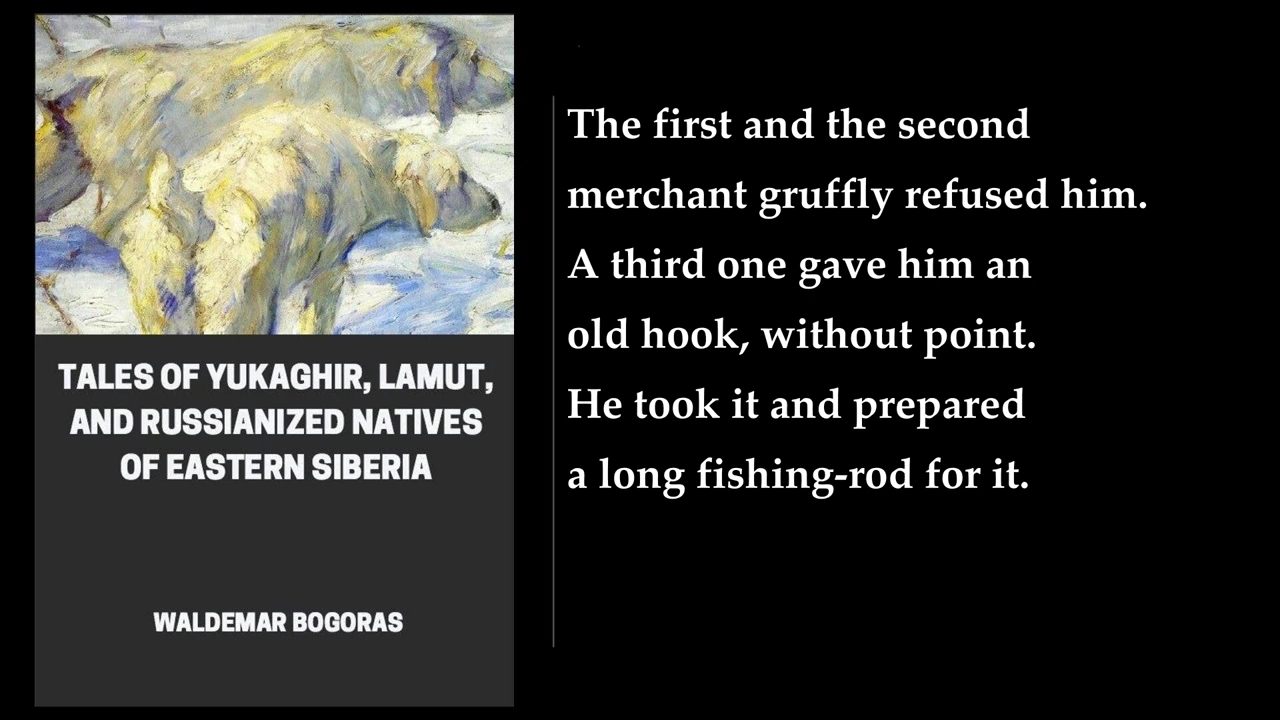 TALES OF YUKAGHIR, LAMUT,
AND RUSSIANIZED NATIVES
OF EASTERN SIBERIA
WALDEMAR BOGORAS
The first and the second
merchant gruffly refused him.
A third one gave him an
old hook, without point.
He took it and prepared
a long fishing-rod for it.